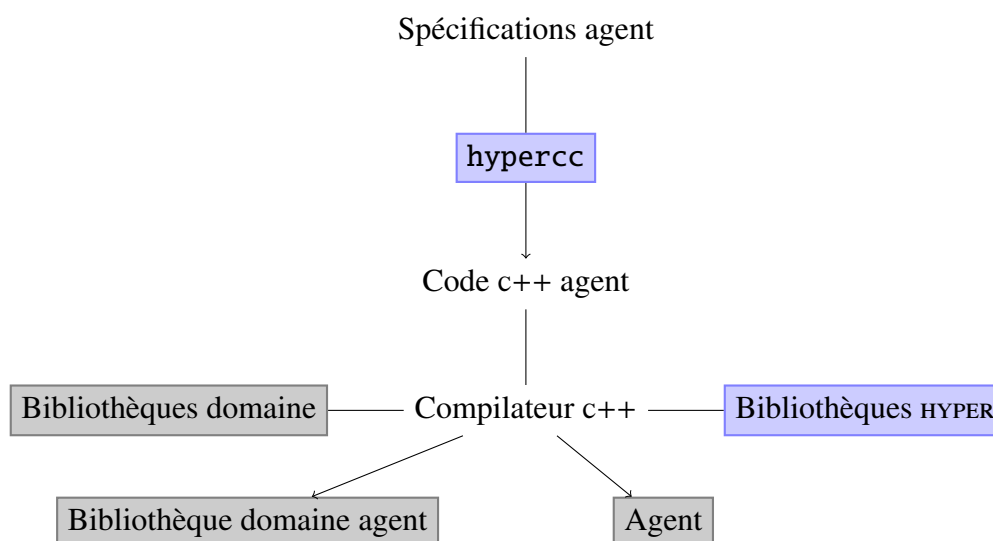 Spécifications agent
hypercc
Code c++ agent
Bibliothèques domaine
Compilateur c++
Bibliothèques HYPER
Bibliothèque domaine agent
Agent